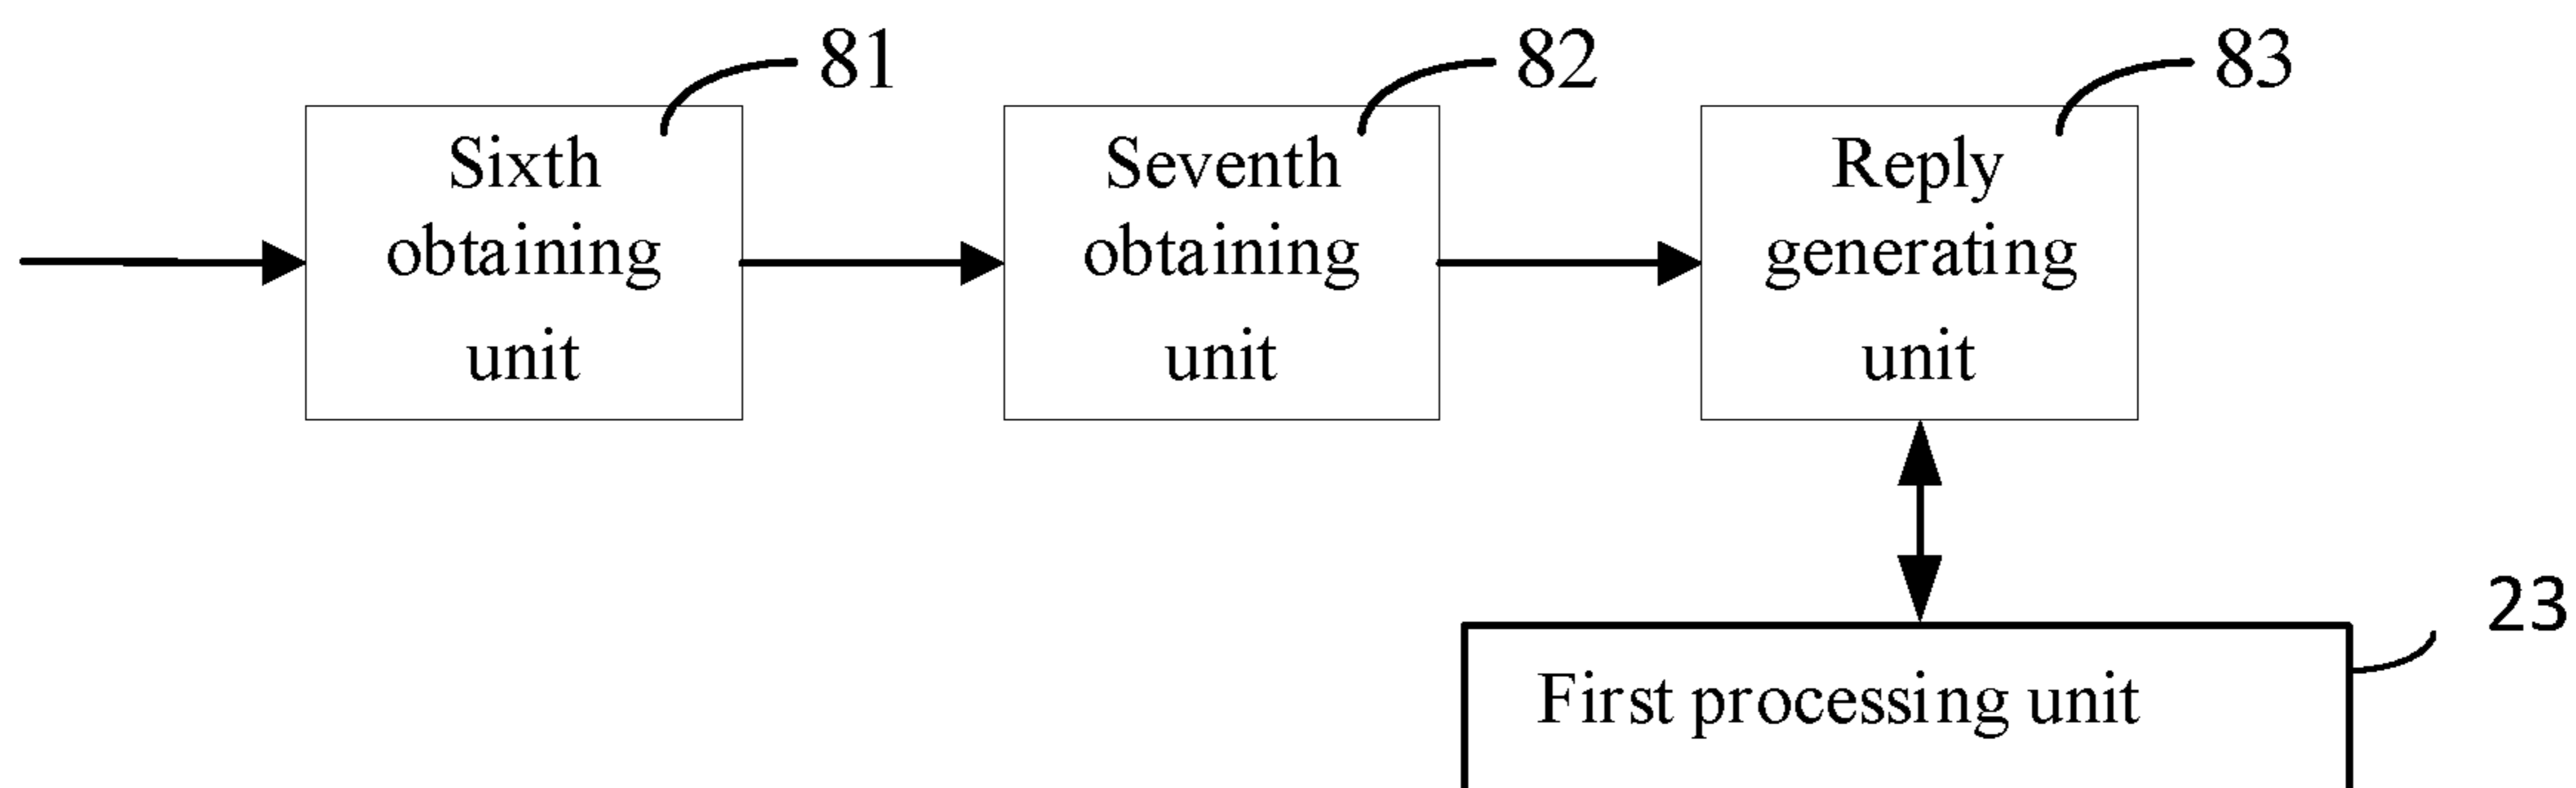 81
82
83
Sixth
obtaining
unit
Seventh
obtaining
unit
Reply
generating
unit
23
First processing unit